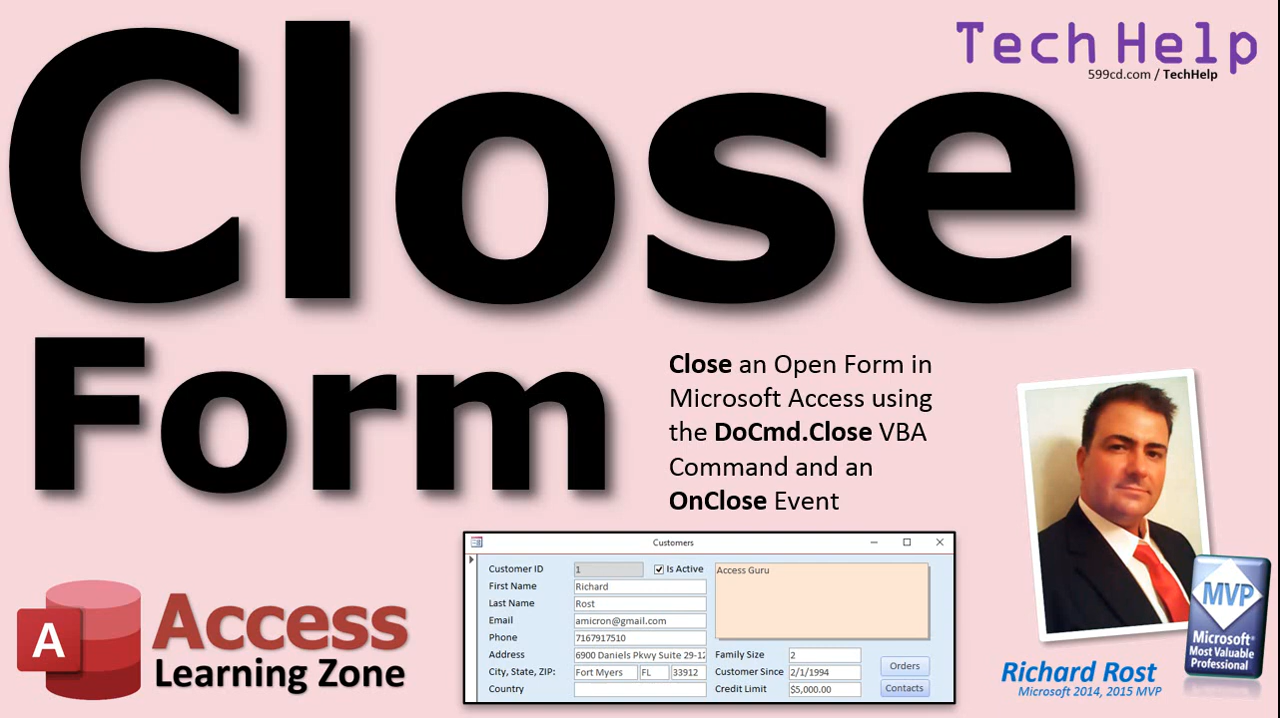 Close
Tech Help
599cd.com / TechHelp
Form
Close an Open Form in
Microsoft Access using
the DoCmd.Close VBA
Command and an
OnClose Event
Customers
Customer ID 1 Is Active Access Guru
First Name Richard
Last Name Rost
Email amicron@gmail.com
Phone 7167917510
Address 6900 Daniels Pkwy Suite 29-12 Family Size 2
City, State, ZIP: Fort Myers FL 33912 Customer Since 2/1/1994 Orders
Country Credit Limit $5,000.00 Contacts
A Access
Learning Zone
MVP
Microsoft®
Most Valuable
Professional
Richard Rost
Microsoft 2014, 2015 MVP